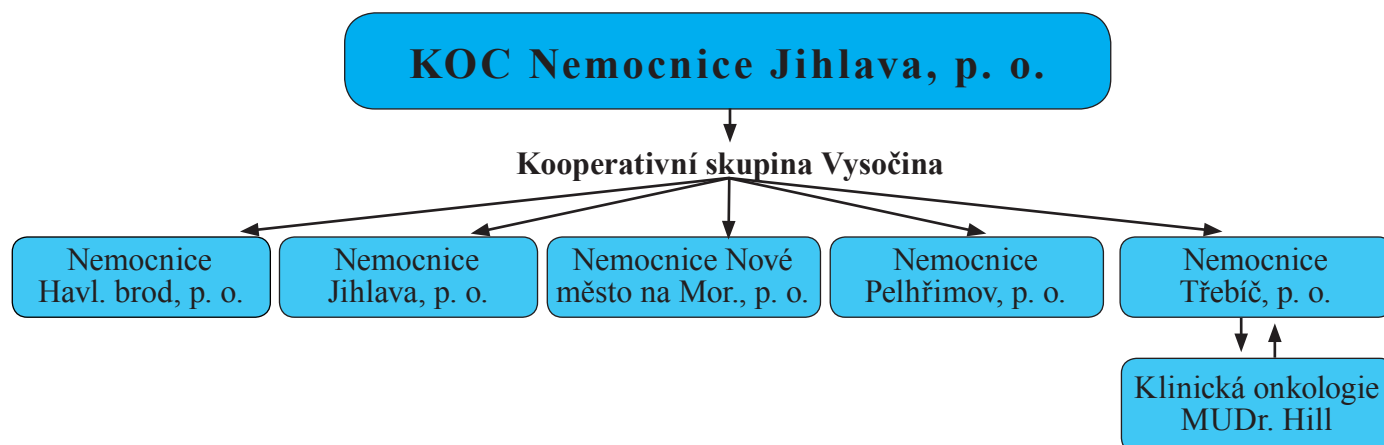 KOC Nemocnice Jihlava, p. o.
Kooperativní skupina Vysočina
Nemocnice
Havl. brod, p. o.
Nemocnice
Jihlava, p. o.
Nemocnice Nové
město na Mor., p. o.
Nemocnice
Pelhřimov, p. o.
Nemocnice
Třebíč, p. o.
Klinická onkologie
MUDr. Hill